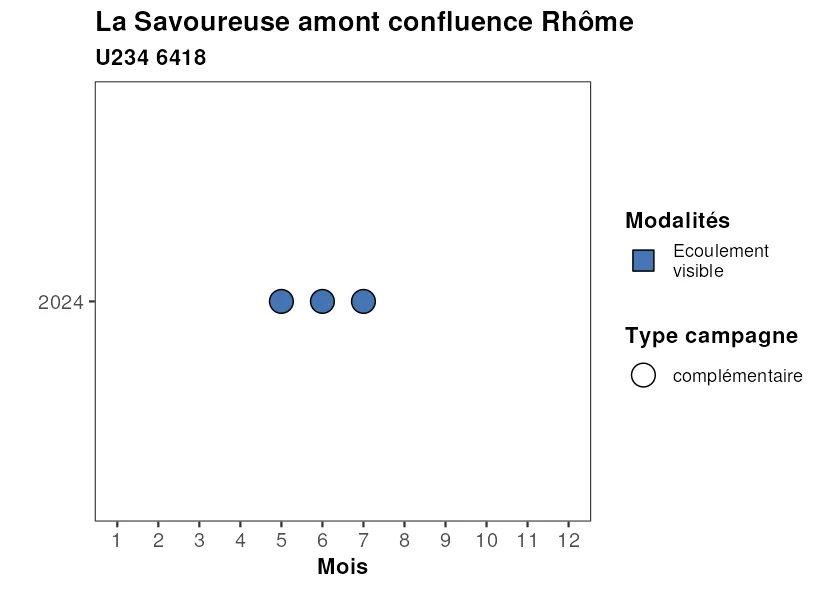 La Savoureuse amont confluence Rhôme
U234 6418
2024
1 2 3 4 5 6 7 8 9 10 11 12
Mois
Modalités
Ecoulement
visible
Type campagne
complémentaire